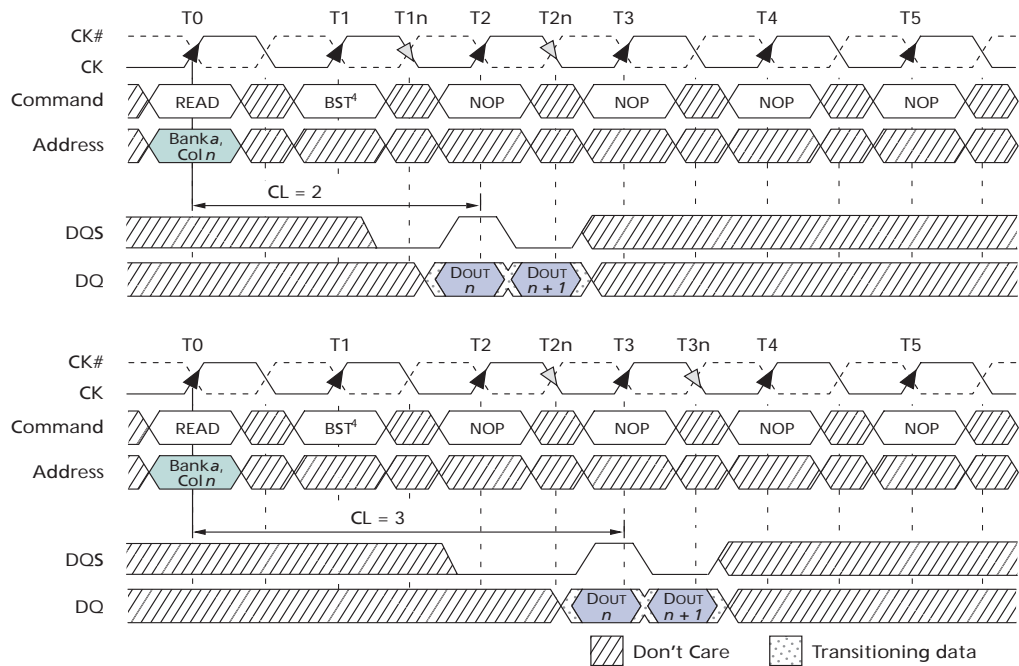 T0 T1 T1n T2 T2n T3 T4 T5
CK#
CK
Command READ BST⁴ NOP NOP NOP NOP
Address Bank a,
Col n
CL = 2
DQS
DQ DOUT DOUT
n n + 1
T0 T1 T2 T2n T3 T3n T4 T5
CK#
CK
Command READ BST⁴ NOP NOP NOP NOP
Address Bank a,
Col n
CL = 3
DQS
DQ DOUT DOUT
n n + 1
Don't Care Transitioning data